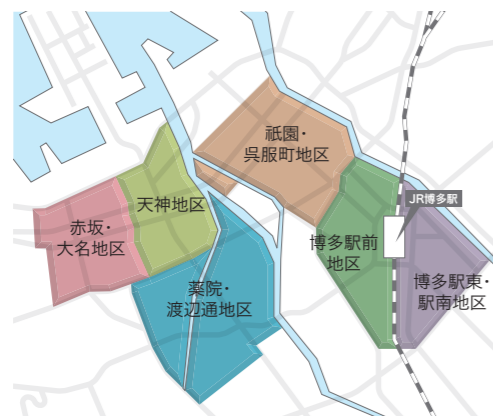 祇園・
呉服町地区
JR博多駅
天神地区
赤坂・
大名地区
博多駅前
地区
博多駅東・
駅南地区
薬院・
渡辺通地区